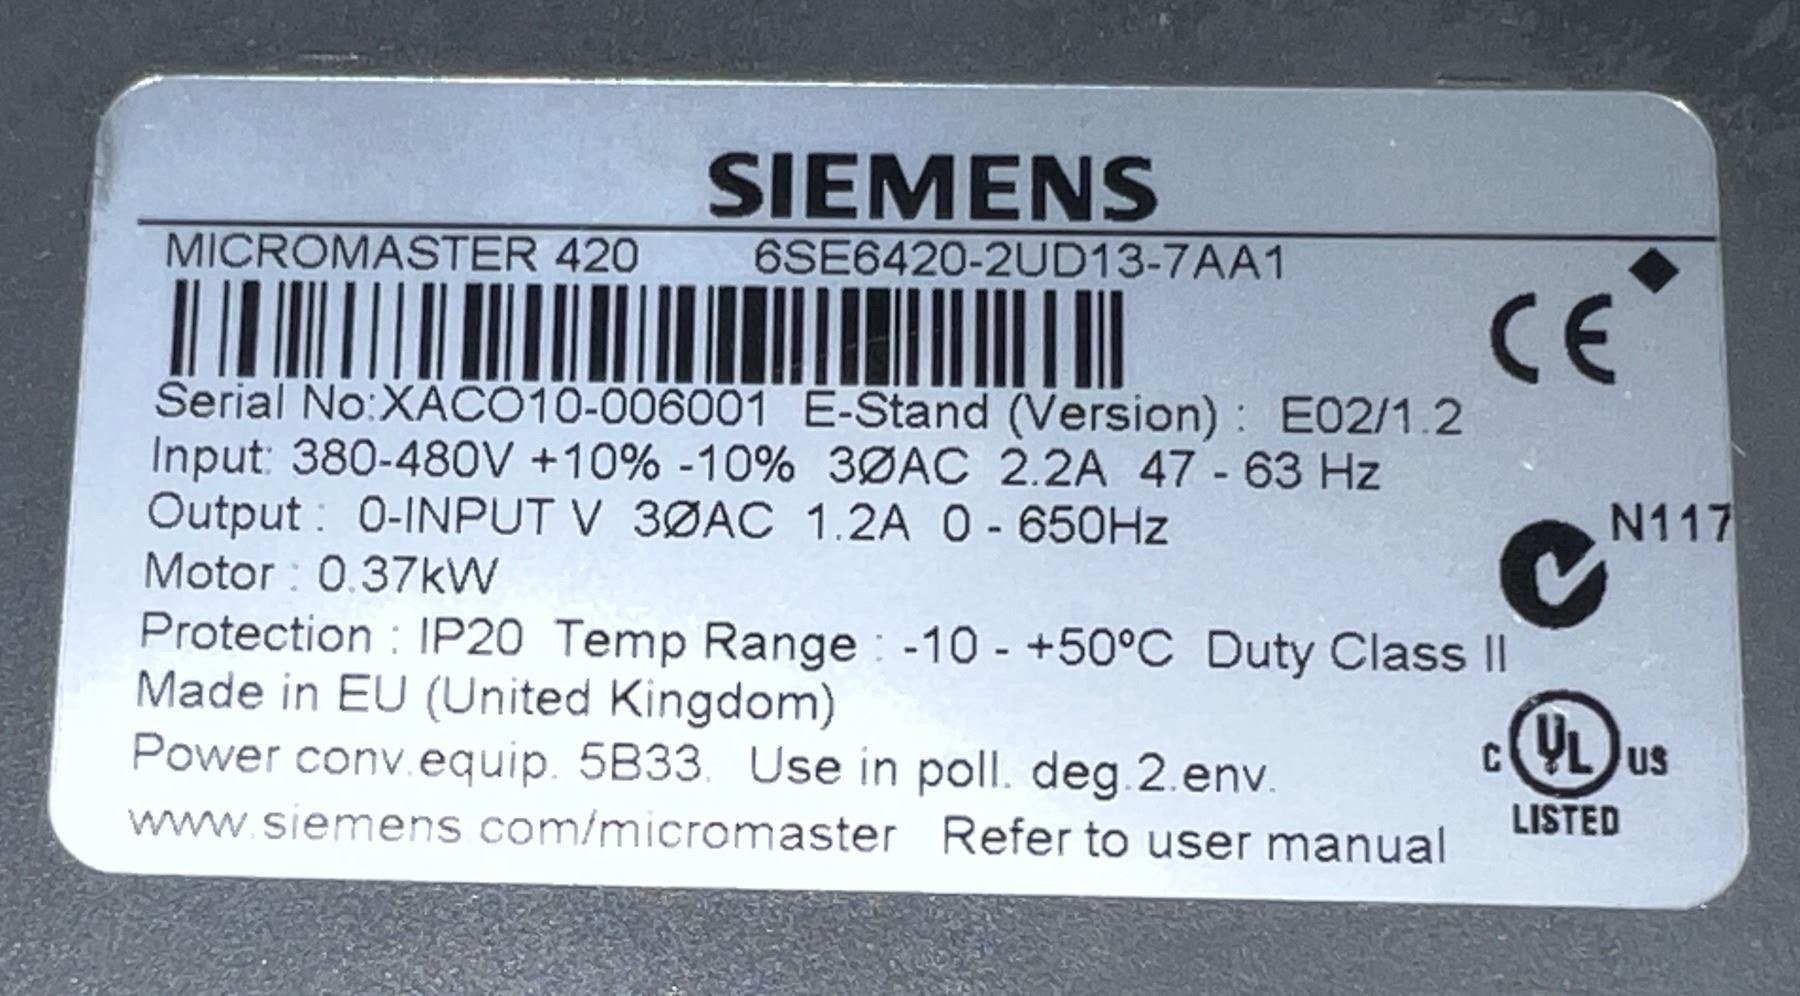 SIEMENS
MICROMASTER 420 6SE6420-2UD13-7AA1
CE
Serial No:XACO10-006001 E-Stand (Version) : E02/1.2
Input: 380-480V +10% -10% 3ØAC 2.2A 47 - 63 Hz
Output : 0-INPUT V 3ØAC 1.2A 0 - 650Hz
N117
Motor : 0.37kW
Protection : IP20 Temp Range : -10 - +50ºC Duty Class II
Made in EU (United Kingdom)
Power conv.equip. 5B33. Use in poll. deg.2.env.
C UL US
LISTED
www.siemens.com/micromaster Refer to user manual